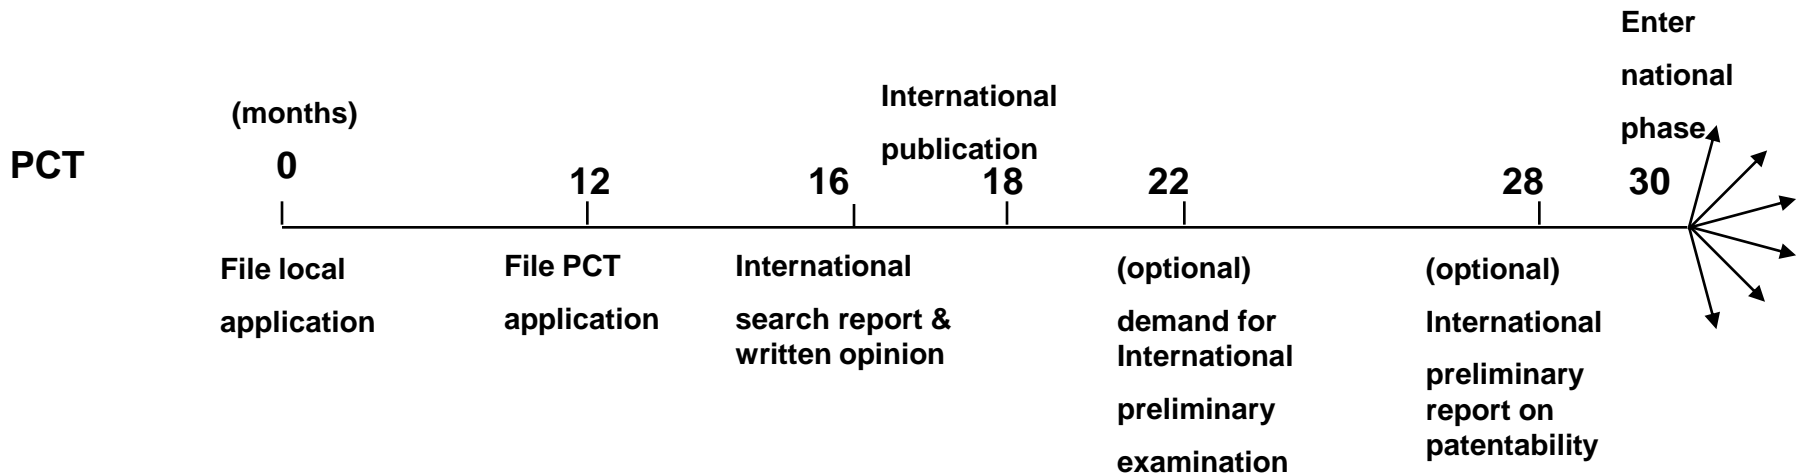 Enter
national
phase
International
publication
(months)
PCT
0
12
16
18
22
28
30
File local
application
File PCT
application
International
search report &
written opinion
(optional)
demand for
International
preliminary
examination
(optional)
International
preliminary
report on
patentability